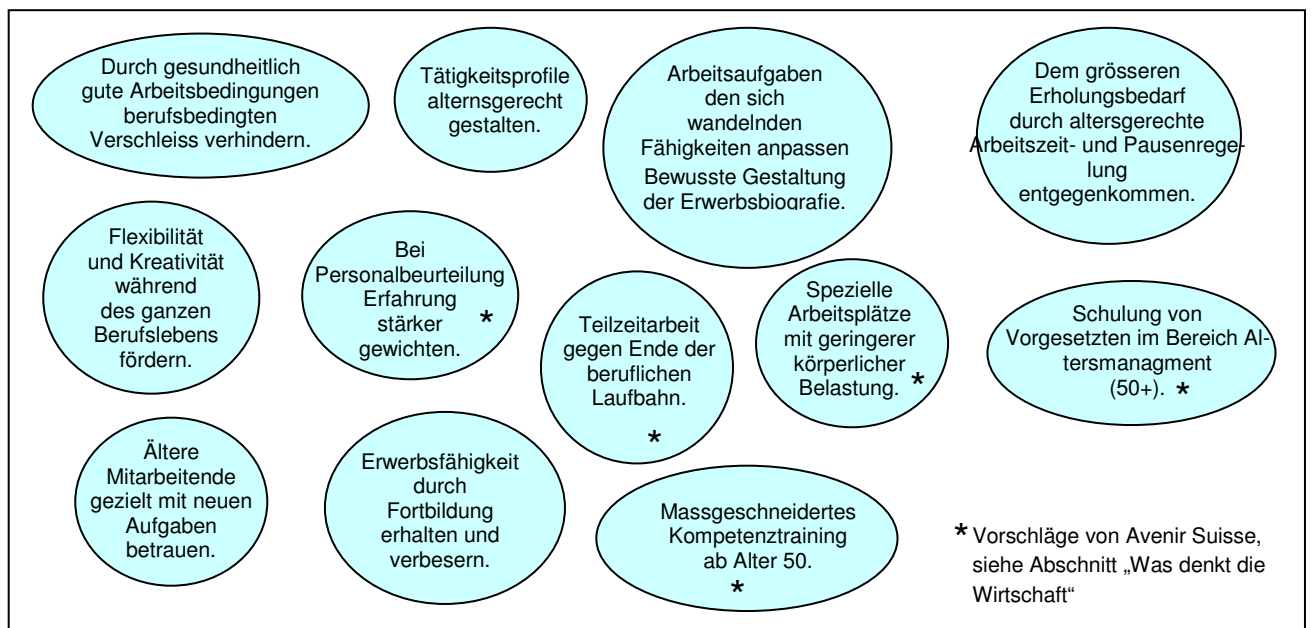 Durch gesundheitlich
gute Arbeitsbedingungen
berufsbedingten
Verschleiss verhindern.
Tätigkeitsprofile
alternsgerecht
gestalten.
Arbeitsaufgaben
den sich
wandelnden
Fähigkeiten anpassen
Bewusste Gestaltung
der Erwerbsbiografie.
Dem grösseren
Erholungsbedarf
durch altersgerechte
Arbeitszeit- und Pausenrege-
lung
entgegenkommen.
Flexibilität
und Kreativität
während
des ganzen
Berufslebens
fördern.
Bei
Personalbeurteilung
Erfahrung
stärker *
gewichten.
Teilzeitarbeit
gegen Ende der
beruflichen
Laufbahn.
*
Spezielle
Arbeitsplätze
mit geringerer
körperlicher
Belastung. *
Schulung von
Vorgesetzten im Bereich Al-
tersmanagment
(50+). *
Ältere
Mitarbeitende
gezielt mit neuen
Aufgaben
betrauen.
Erwerbsfähigkeit
durch
Fortbildung
erhalten und
verbesern.
Massgeschneidertes
Kompetenztraining
ab Alter 50.
*
* Vorschläge von Avenir Suisse,
siehe Abschnitt „Was denkt die
Wirtschaft“